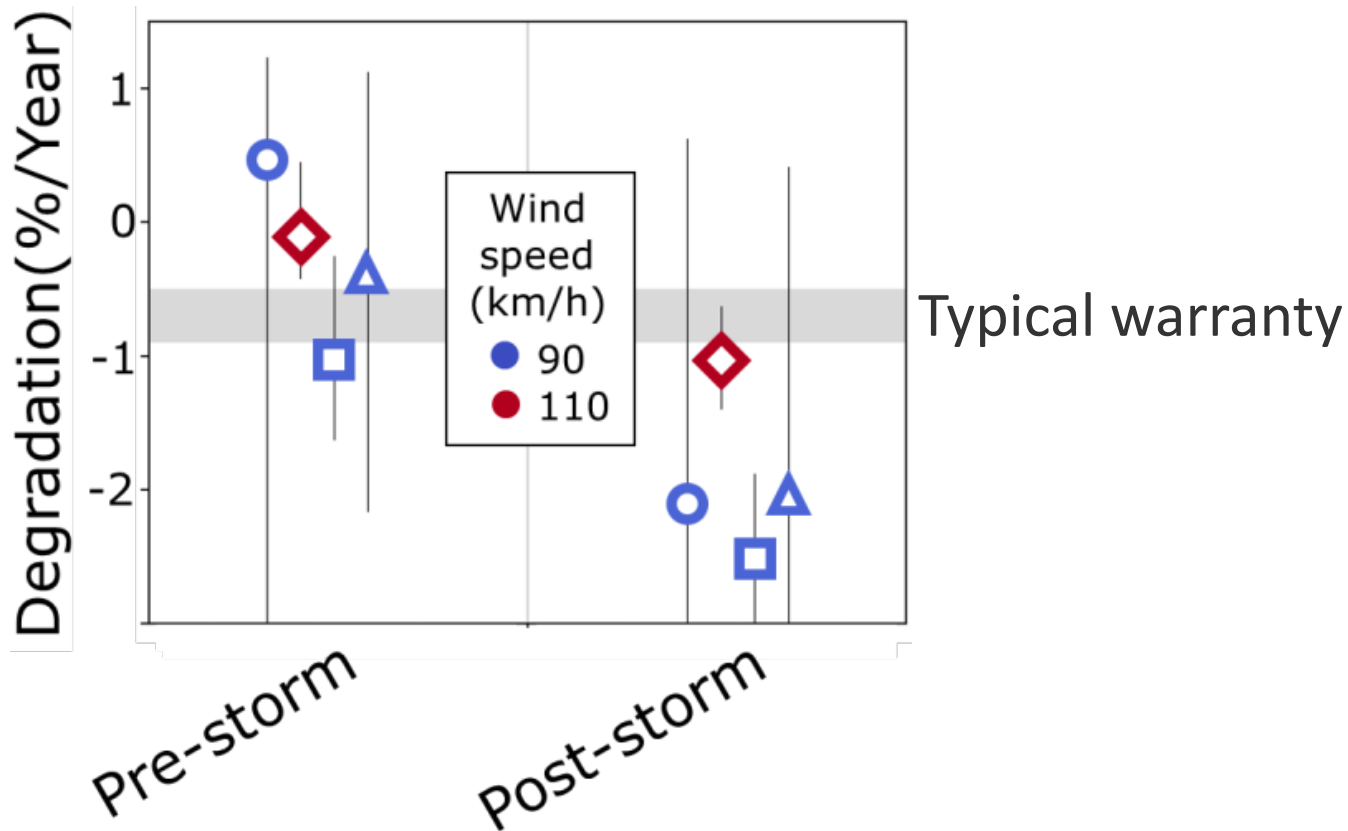 Degradation(%/Year)
1
0
-1
-2
Wind
speed
(km/h)
90
110
Typical warranty
Pre-storm
Post-storm